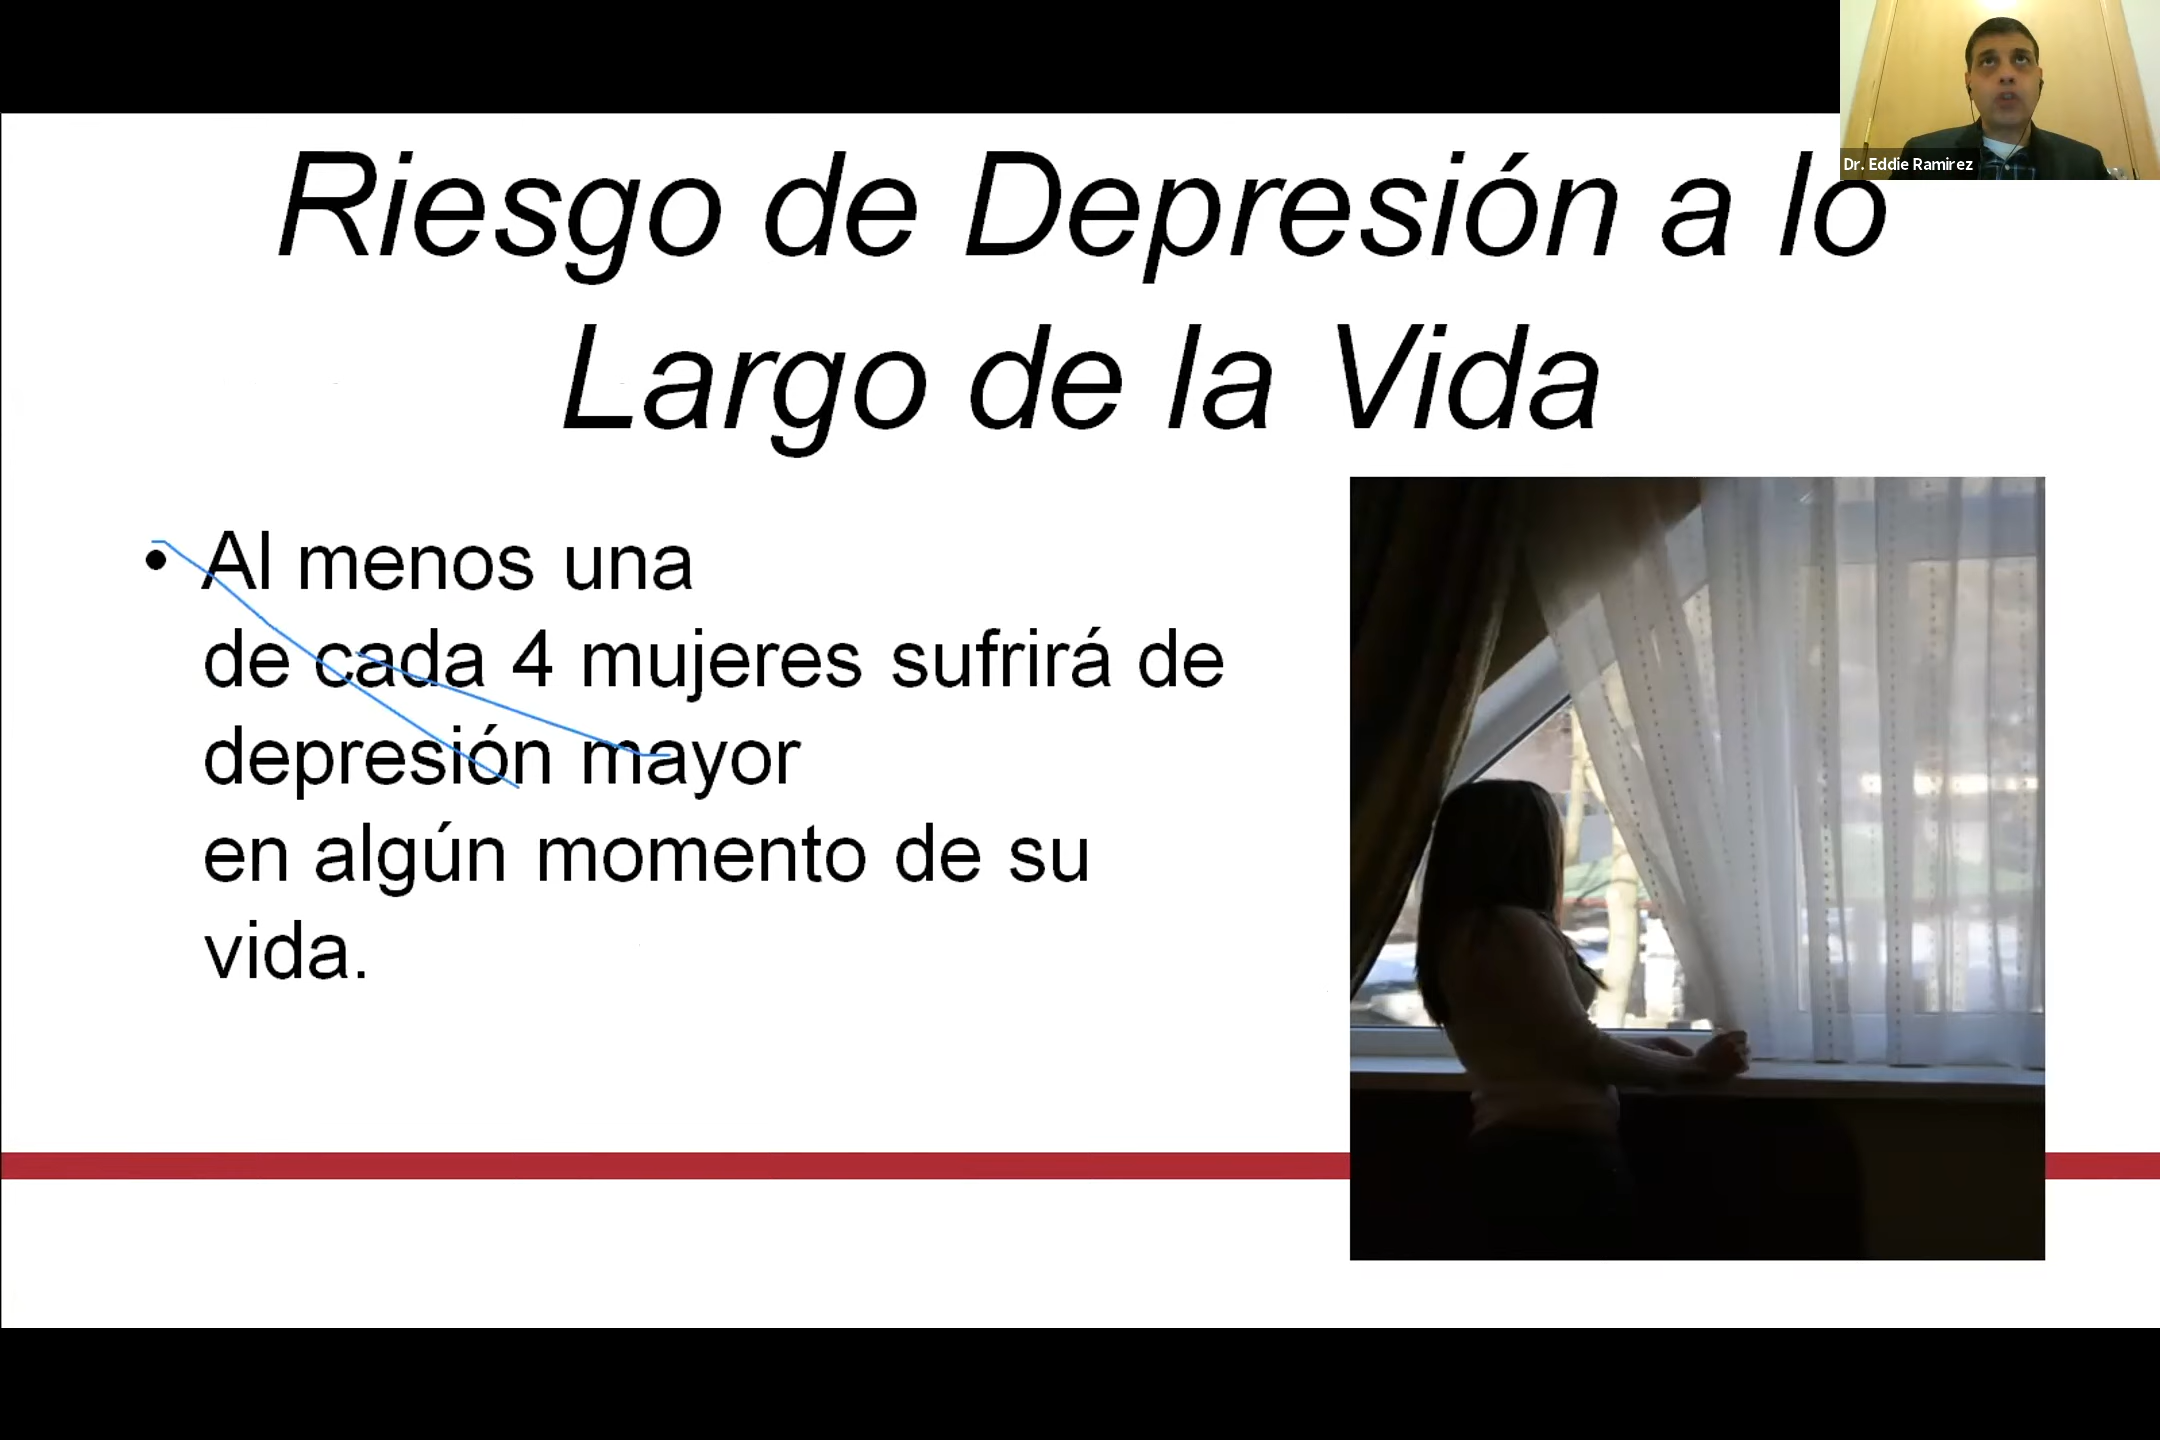 Dr. Eddie Ramirez
Riesgo de Depresión a lo
Largo de la Vida
• Al menos una
de cada 4 mujeres sufrirá de
depresión mayor
en algún momento de su
vida.